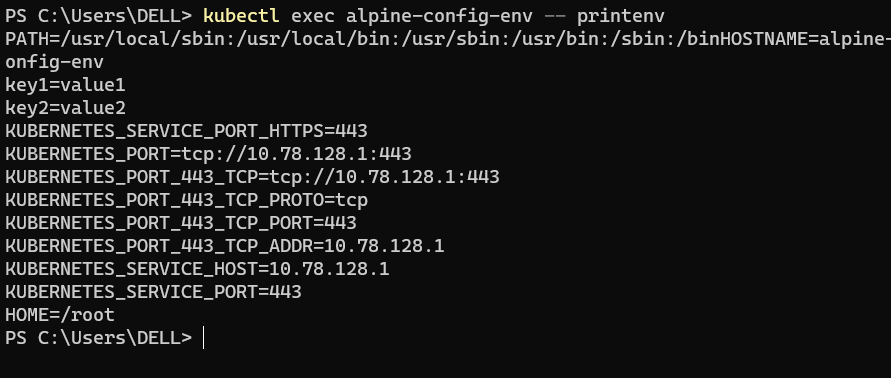 PS C:\Users\DELL> kubectl exec alpine-config-env -- printenv
PATH=/usr/local/sbin:/usr/local/bin:/usr/sbin:/usr/bin:/sbin:/binHOSTNAME=alpine-
onfig-env
key1=value1
key2=value2
KUBERNETES_SERVICE_PORT_HTTPS=443
KUBERNETES_PORT=tcp://10.78.128.1:443
KUBERNETES_PORT_443_TCP=tcp://10.78.128.1:443
KUBERNETES_PORT_443_TCP_PROTO=tcp
KUBERNETES_PORT_443_TCP_PORT=443
KUBERNETES_PORT_443_TCP_ADDR=10.78.128.1
KUBERNETES_SERVICE_HOST=10.78.128.1
KUBERNETES_SERVICE_PORT=443
HOME=/root
PS C:\Users\DELL>